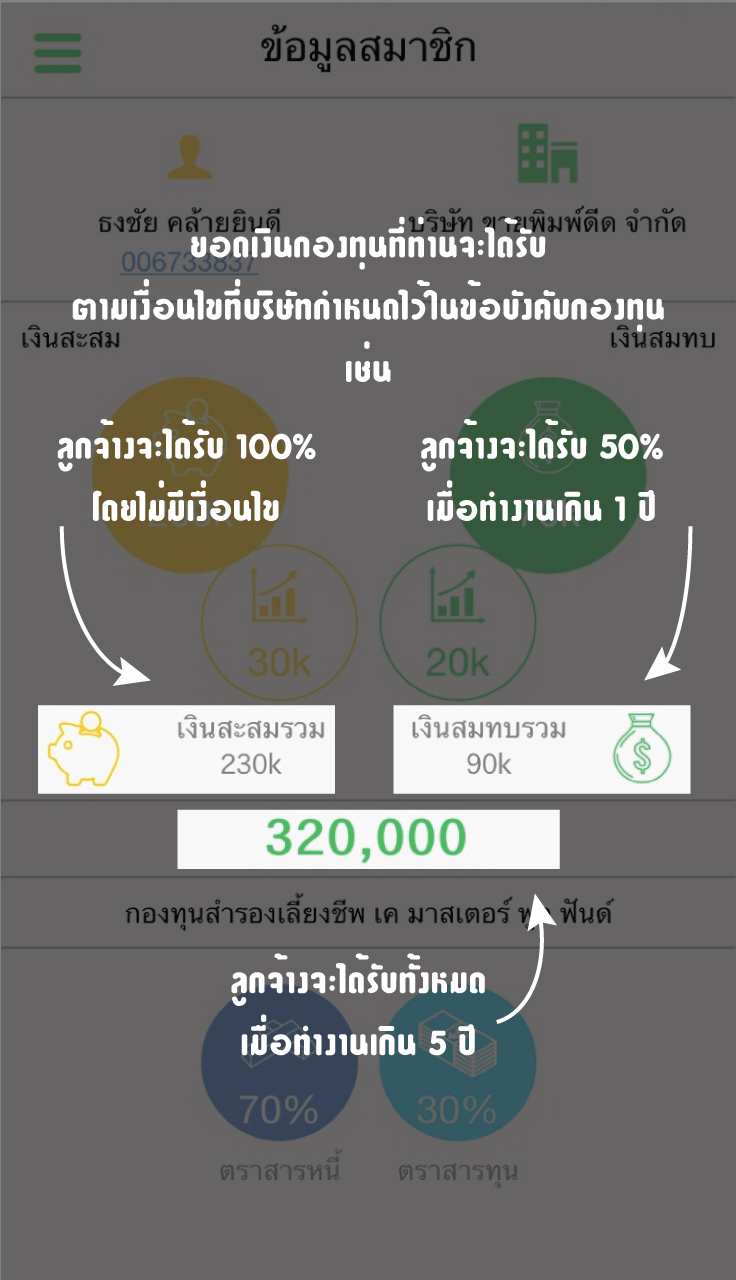 ข้อมูลสมาชิก
ธงชัย คล้ายยินดี
บริษัท ขายพิมพ์ดีด จำกัด
006733837
ยอดเงินกองทุนที่ท่านจะได้รับ
ตามเงื่อนไขที่บริษัทกำหนดไว้ในข้อบังคับกองทุน
เช่น
เงินสะสม
เงินสมทบ
ลูกจ้างจะได้รับ 100%
โดยไม่มีเงื่อนไข
ลูกจ้างจะได้รับ 50%
เมื่อทำงานเกิน 1 ปี
30k
20k
เงินสะสมรวม
230k
เงินสมทบรวม
90k
320,000
กองทุนสำรองเลี้ยงชีพ เค มาสเตอร์ พูล ฟันด์
ลูกจ้างจะได้รับทั้งหมด
เมื่อทำงานเกิน 5 ปี
70%
30%
ตราสารหนี้
ตราสารทุน